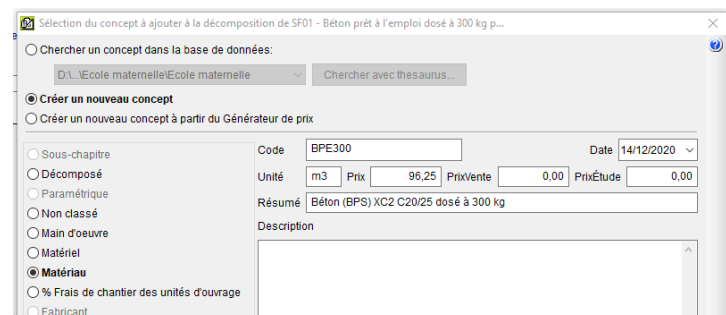 Sélection du concept à ajouter à la décomposition de SF01 - Béton prêt à l'emploi dosé à 300 kg p...
Chercher un concept dans la base de données:
D:\...\Ecole maternelle\Ecole maternelle Chercher avec thesaurus...
Créer un nouveau concept
Créer un nouveau concept à partir du Générateur de prix
Sous-chapitre
Décomposé
Paramétrique
Non classé
Main d'oeuvre
Matériel
Matériau
% Frais de chantier des unités d'ouvrage
Fabricant
Code BPE300 Date 14/12/2020
Unité m3 Prix 96,25 PrixVente 0,00 PrixÉtude 0,00
Résumé Béton (BPS) XC2 C20/25 dosé à 300 kg
Description